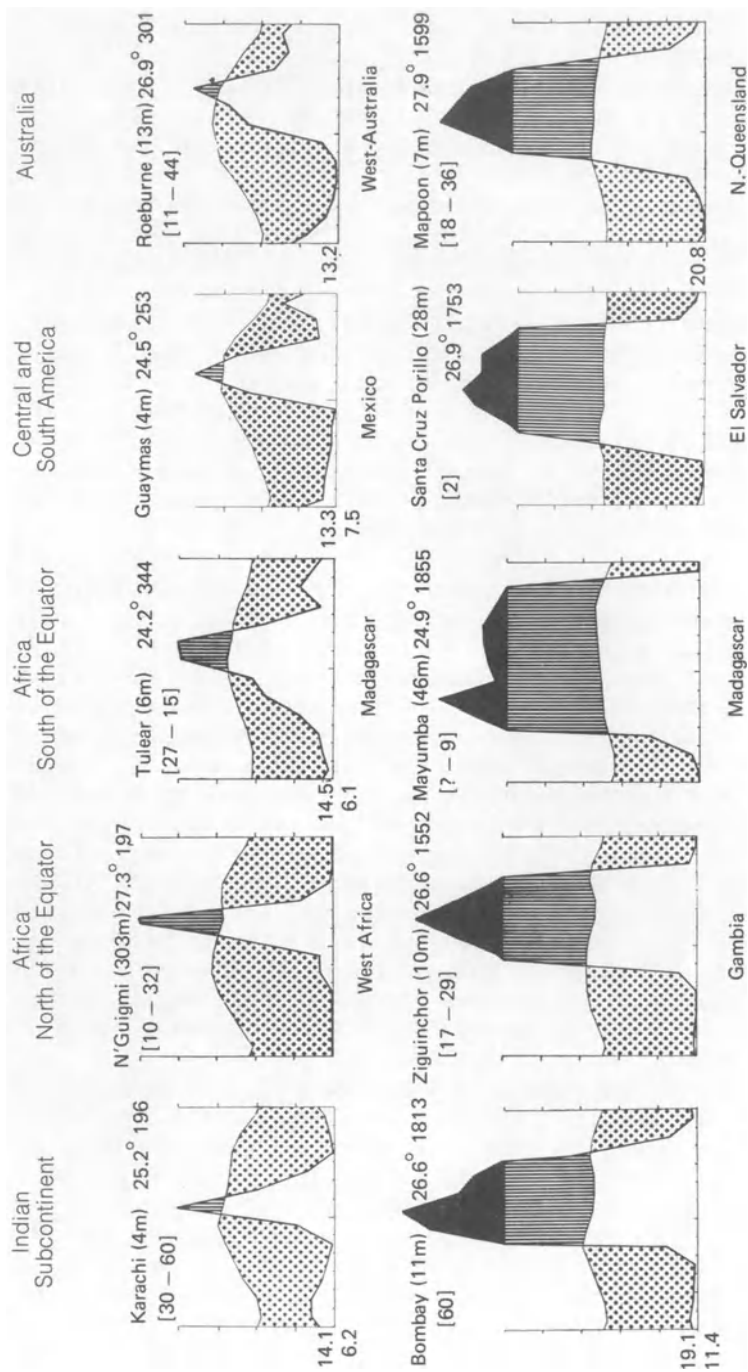 Indian
Subcontinent
Africa
North of the Equator
Africa
South of the Equator
Central and
South America
Australia
Karachi (4m) 25.2° 196
[30 – 60]
14.1
6.2
N'Guigmi (303m) 27.3° 197
[10 – 32]
West Africa
Tulear (6m) 24.2° 344
[27 – 15]
14.5
6.1
Madagascar
Guaymas (4m) 24.5° 253
13.3
7.5
Mexico
Roeburne (13m) 26.9° 301
[11 – 44]
13.2
West-Australia
Bombay (11m) 26.6° 1813
[60]
19.1
11.4
Ziguinchor (10m) 26.6° 1552
[17 – 29]
Gambia
Mayumba (46m) 24.9° 1855
[? – 9]
Madagascar
Santa Cruz Porillo (28m)
26.9° 1753
[2]
El Salvador
Mapoon (7m) 27.9° 1599
[18 – 36]
20.8
N.-Queensland